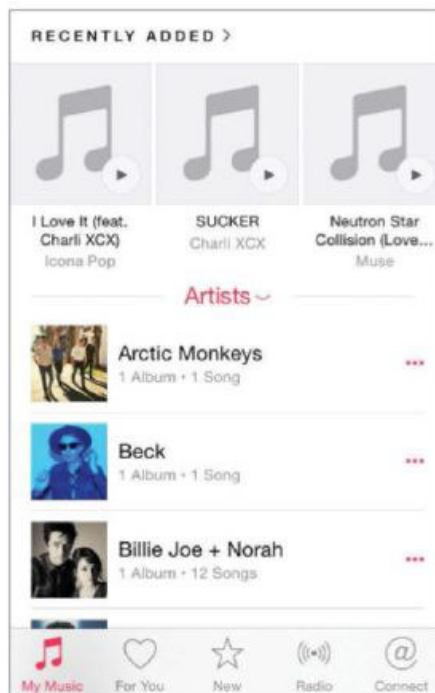 RECENTLY ADDED >
I Love It (feat. Charli XCX)
Icona Pop
SUCKER
Charli XCX
Neutron Star Collision (Love...
Muse
Artists
Arctic Monkeys
1 Album • 1 Song
Beck
1 Album • 1 Song
Billie Joe + Norah
1 Album • 12 Songs
My Music
For You
New
Radio
Connect